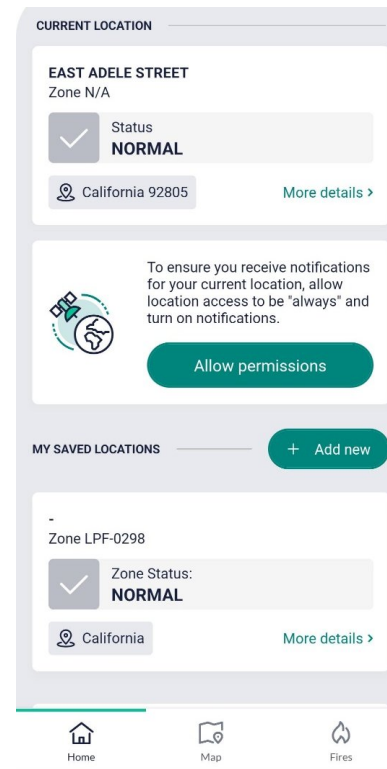 CURRENT LOCATION
EAST ADELE STREET
Zone N/A
Status
NORMAL
California 92805
More details >
To ensure you receive notifications
for your current location, allow
location access to be "always" and
turn on notifications.
Allow permissions
MY SAVED LOCATIONS
+ Add new
-
Zone LPF-0298
Zone Status:
NORMAL
California
More details >
Home
Map
Fires